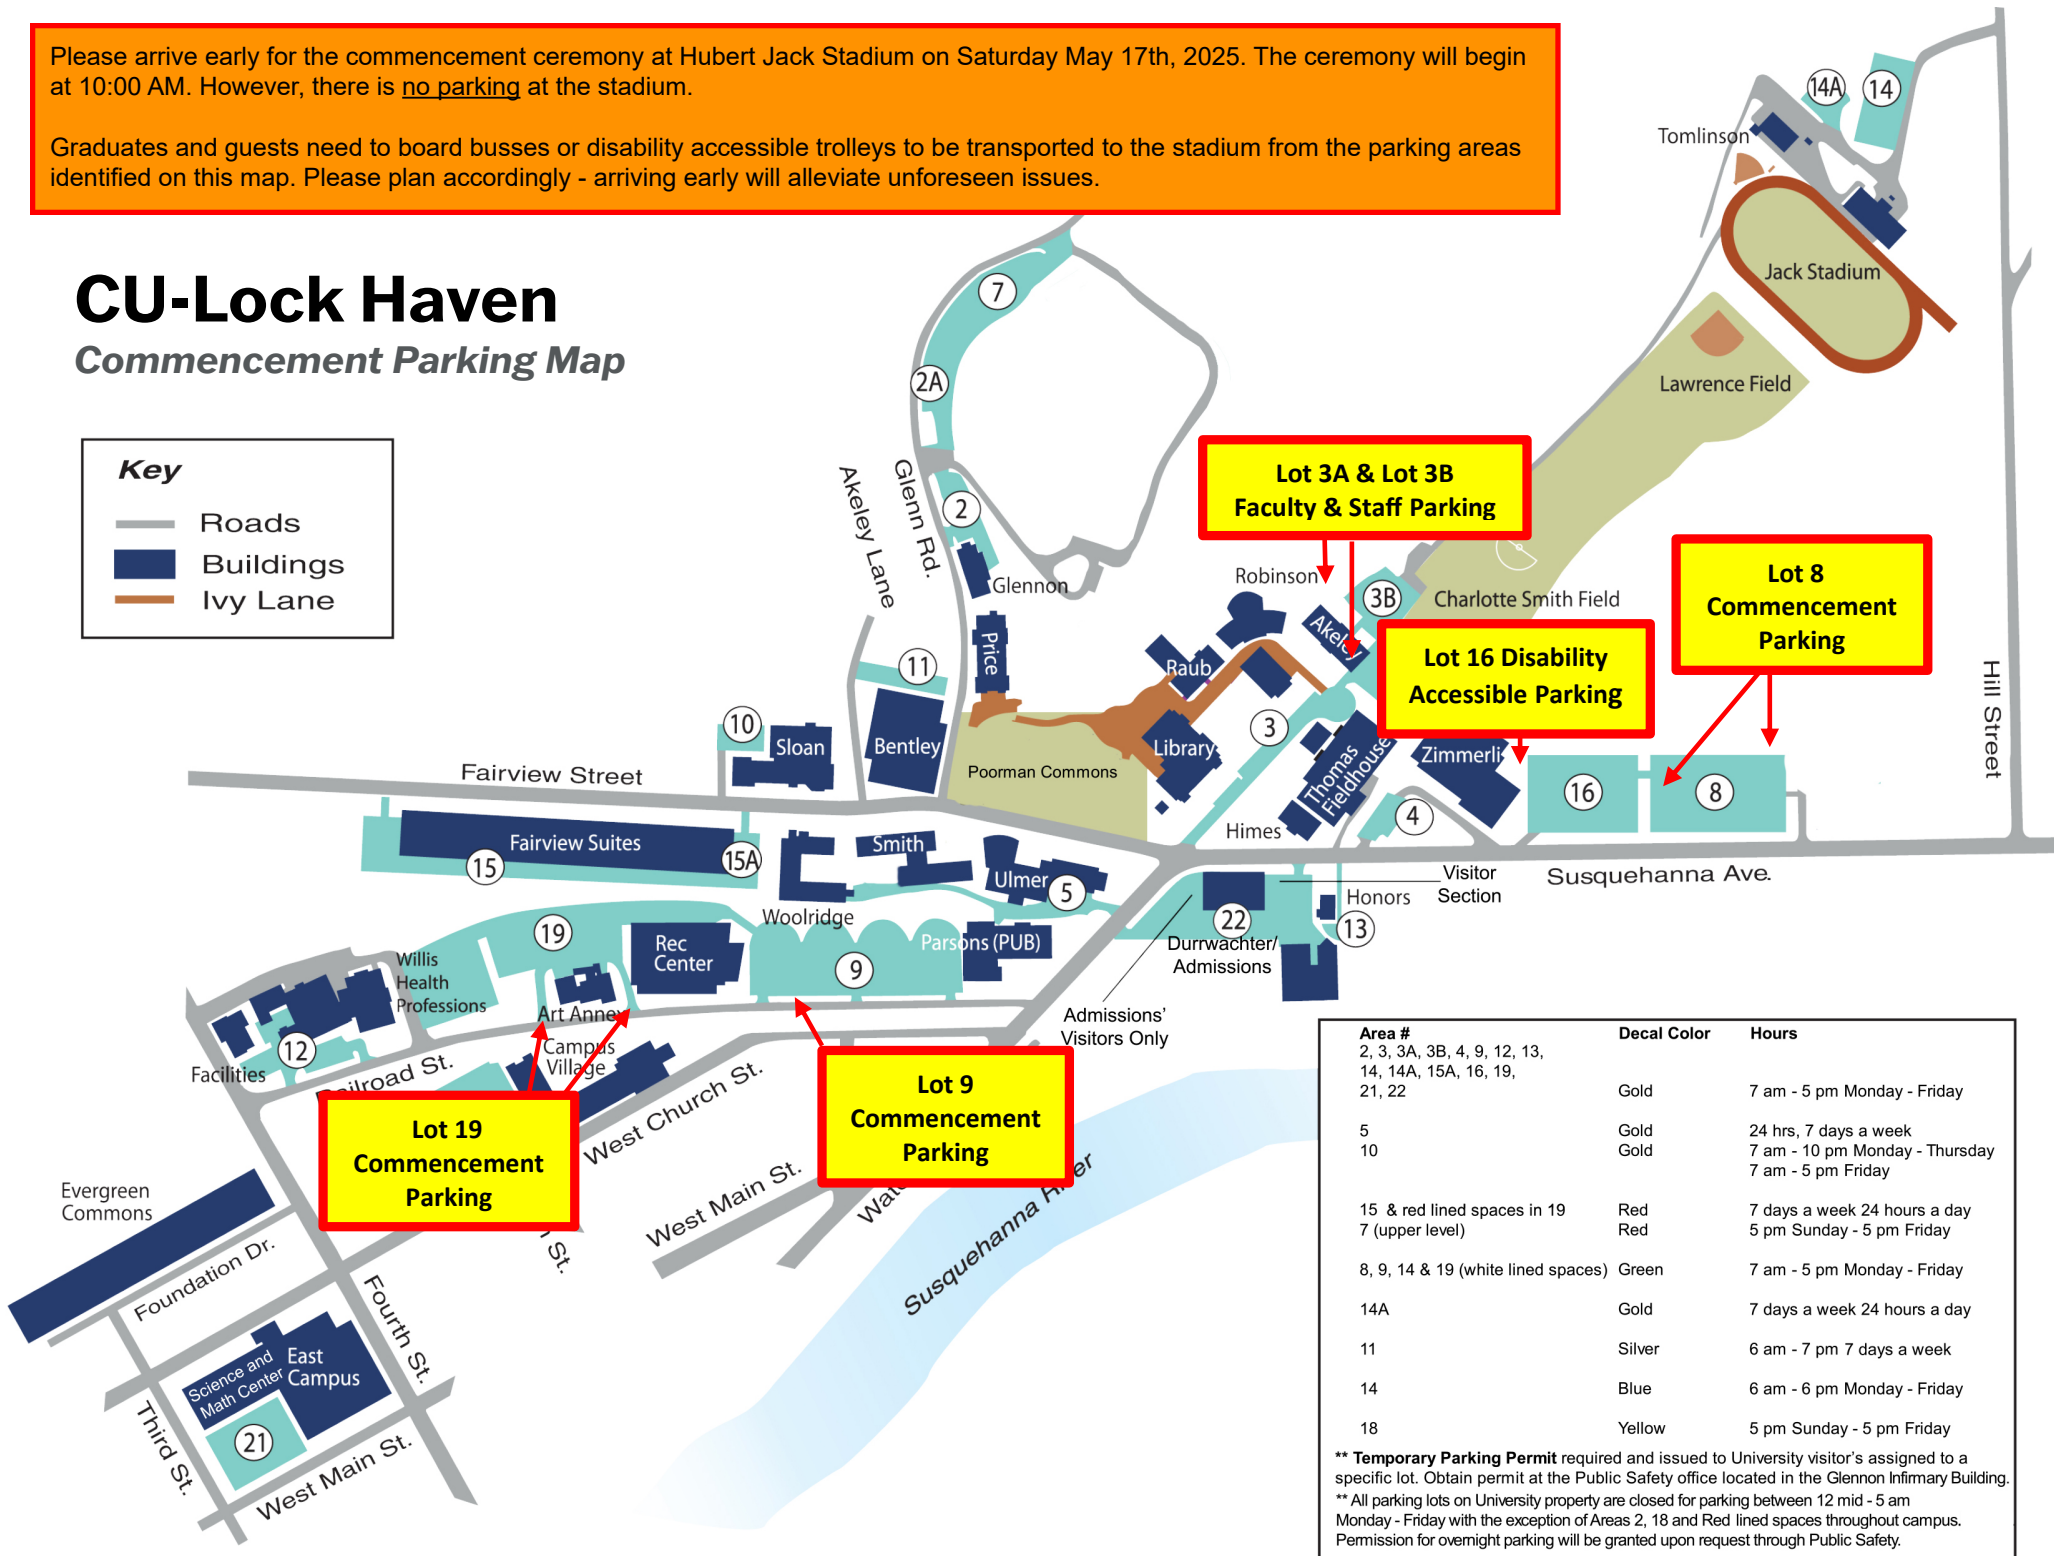 Please arrive early for the commencement ceremony at Hubert Jack Stadium on Saturday May 17th, 2025. The ceremony will begin
at 10:00 AM. However, there is no parking at the stadium.
Graduates and guests need to board busses or disability accessible trolleys to be transported to the stadium from the parking areas
identified on this map. Please plan accordingly - arriving early will alleviate unforeseen issues.
CU-Lock Haven
Commencement Parking Map
Key
Roads
Buildings
Ivy Lane
14A
14
Tomlinson
Jack Stadium
Lawrence Field
7
2A
2
Akeley Lane
Glenn Rd.
Glennon
Price
Lot 3A & Lot 3B
Faculty & Staff Parking
Robinson
3B
Charlotte Smith Field
Akeley
Lot 8
Commencement
Parking
Lot 16 Disability
Accessible Parking
Hill Street
11
Raub
10
Sloan
Bentley
3
Library
Poorman Commons
Thomas
Fieldhouse
Zimmerli
16
8
Fairview Street
Himes
4
Fairview Suites
15
15A
Smith
Ulmer
5
Visitor
Section
Susquehanna Ave.
Honors
13
22
Durrwachter/
Admissions
Woolridge
19
Rec
Center
9
Parsons (PUB)
Willis
Health
Professions
Art Annex
Admissions'
Visitors Only
12
Facilities
Railroad St.
Campus
Village
West Church St.
Lot 19
Commencement
Parking
Lot 9
Commencement
Parking
West Main St.
Susquehanna River
St.
Evergreen
Commons
Foundation Dr.
Fourth St.
East
Campus
Science and
Math Center
Third St.
21
West Main St.
Area # Decal Color Hours
2, 3, 3A, 3B, 4, 9, 12, 13,
14, 14A, 15A, 16, 19,
21, 22 Gold 7 am - 5 pm Monday - Friday
5 Gold 24 hrs, 7 days a week
10 Gold 7 am - 10 pm Monday - Thursday
7 am - 5 pm Friday
15 & red lined spaces in 19 Red 7 days a week 24 hours a day
7 (upper level) Red 5 pm Sunday - 5 pm Friday
8, 9, 14 & 19 (white lined spaces) Green 7 am - 5 pm Monday - Friday
14A Gold 7 days a week 24 hours a day
11 Silver 6 am - 7 pm 7 days a week
14 Blue 6 am - 6 pm Monday - Friday
18 Yellow 5 pm Sunday - 5 pm Friday
** Temporary Parking Permit required and issued to University visitor's assigned to a
specific lot. Obtain permit at the Public Safety office located in the Glennon Infirmary Building.
** All parking lots on University property are closed for parking between 12 mid - 5 am
Monday - Friday with the exception of Areas 2, 18 and Red lined spaces throughout campus.
Permission for overnight parking will be granted upon request through Public Safety.